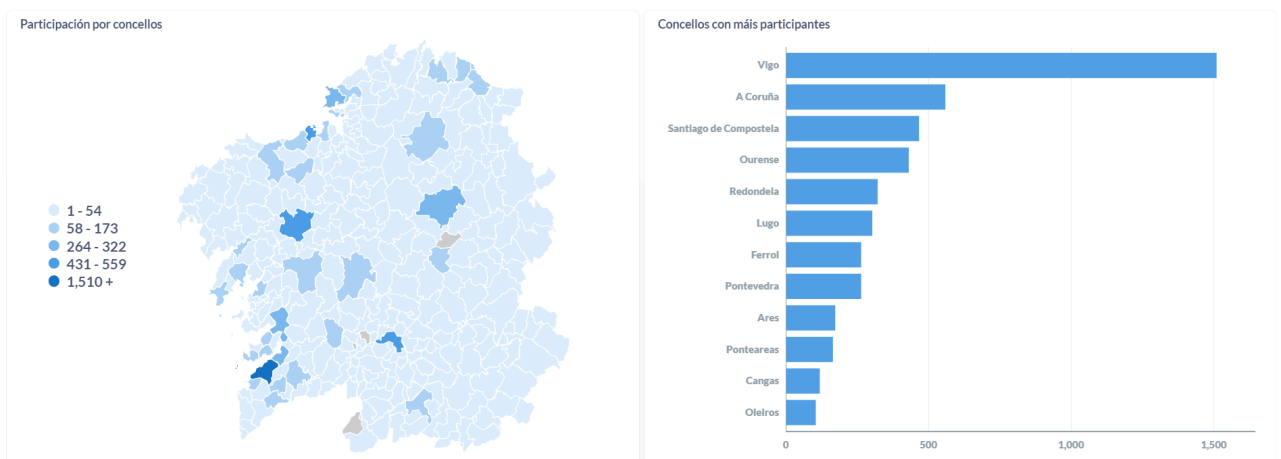 Participación por concellos
1 - 54
58 - 173
264 - 322
431 - 559
1,510 +
Concellos con máis participantes
Vigo
A Coruña
Santiago de Compostela
Ourense
Redondela
Lugo
Ferrol
Pontevedra
Ares
Ponteareas
Cangas
Oleiros
0 500 1,000 1,500